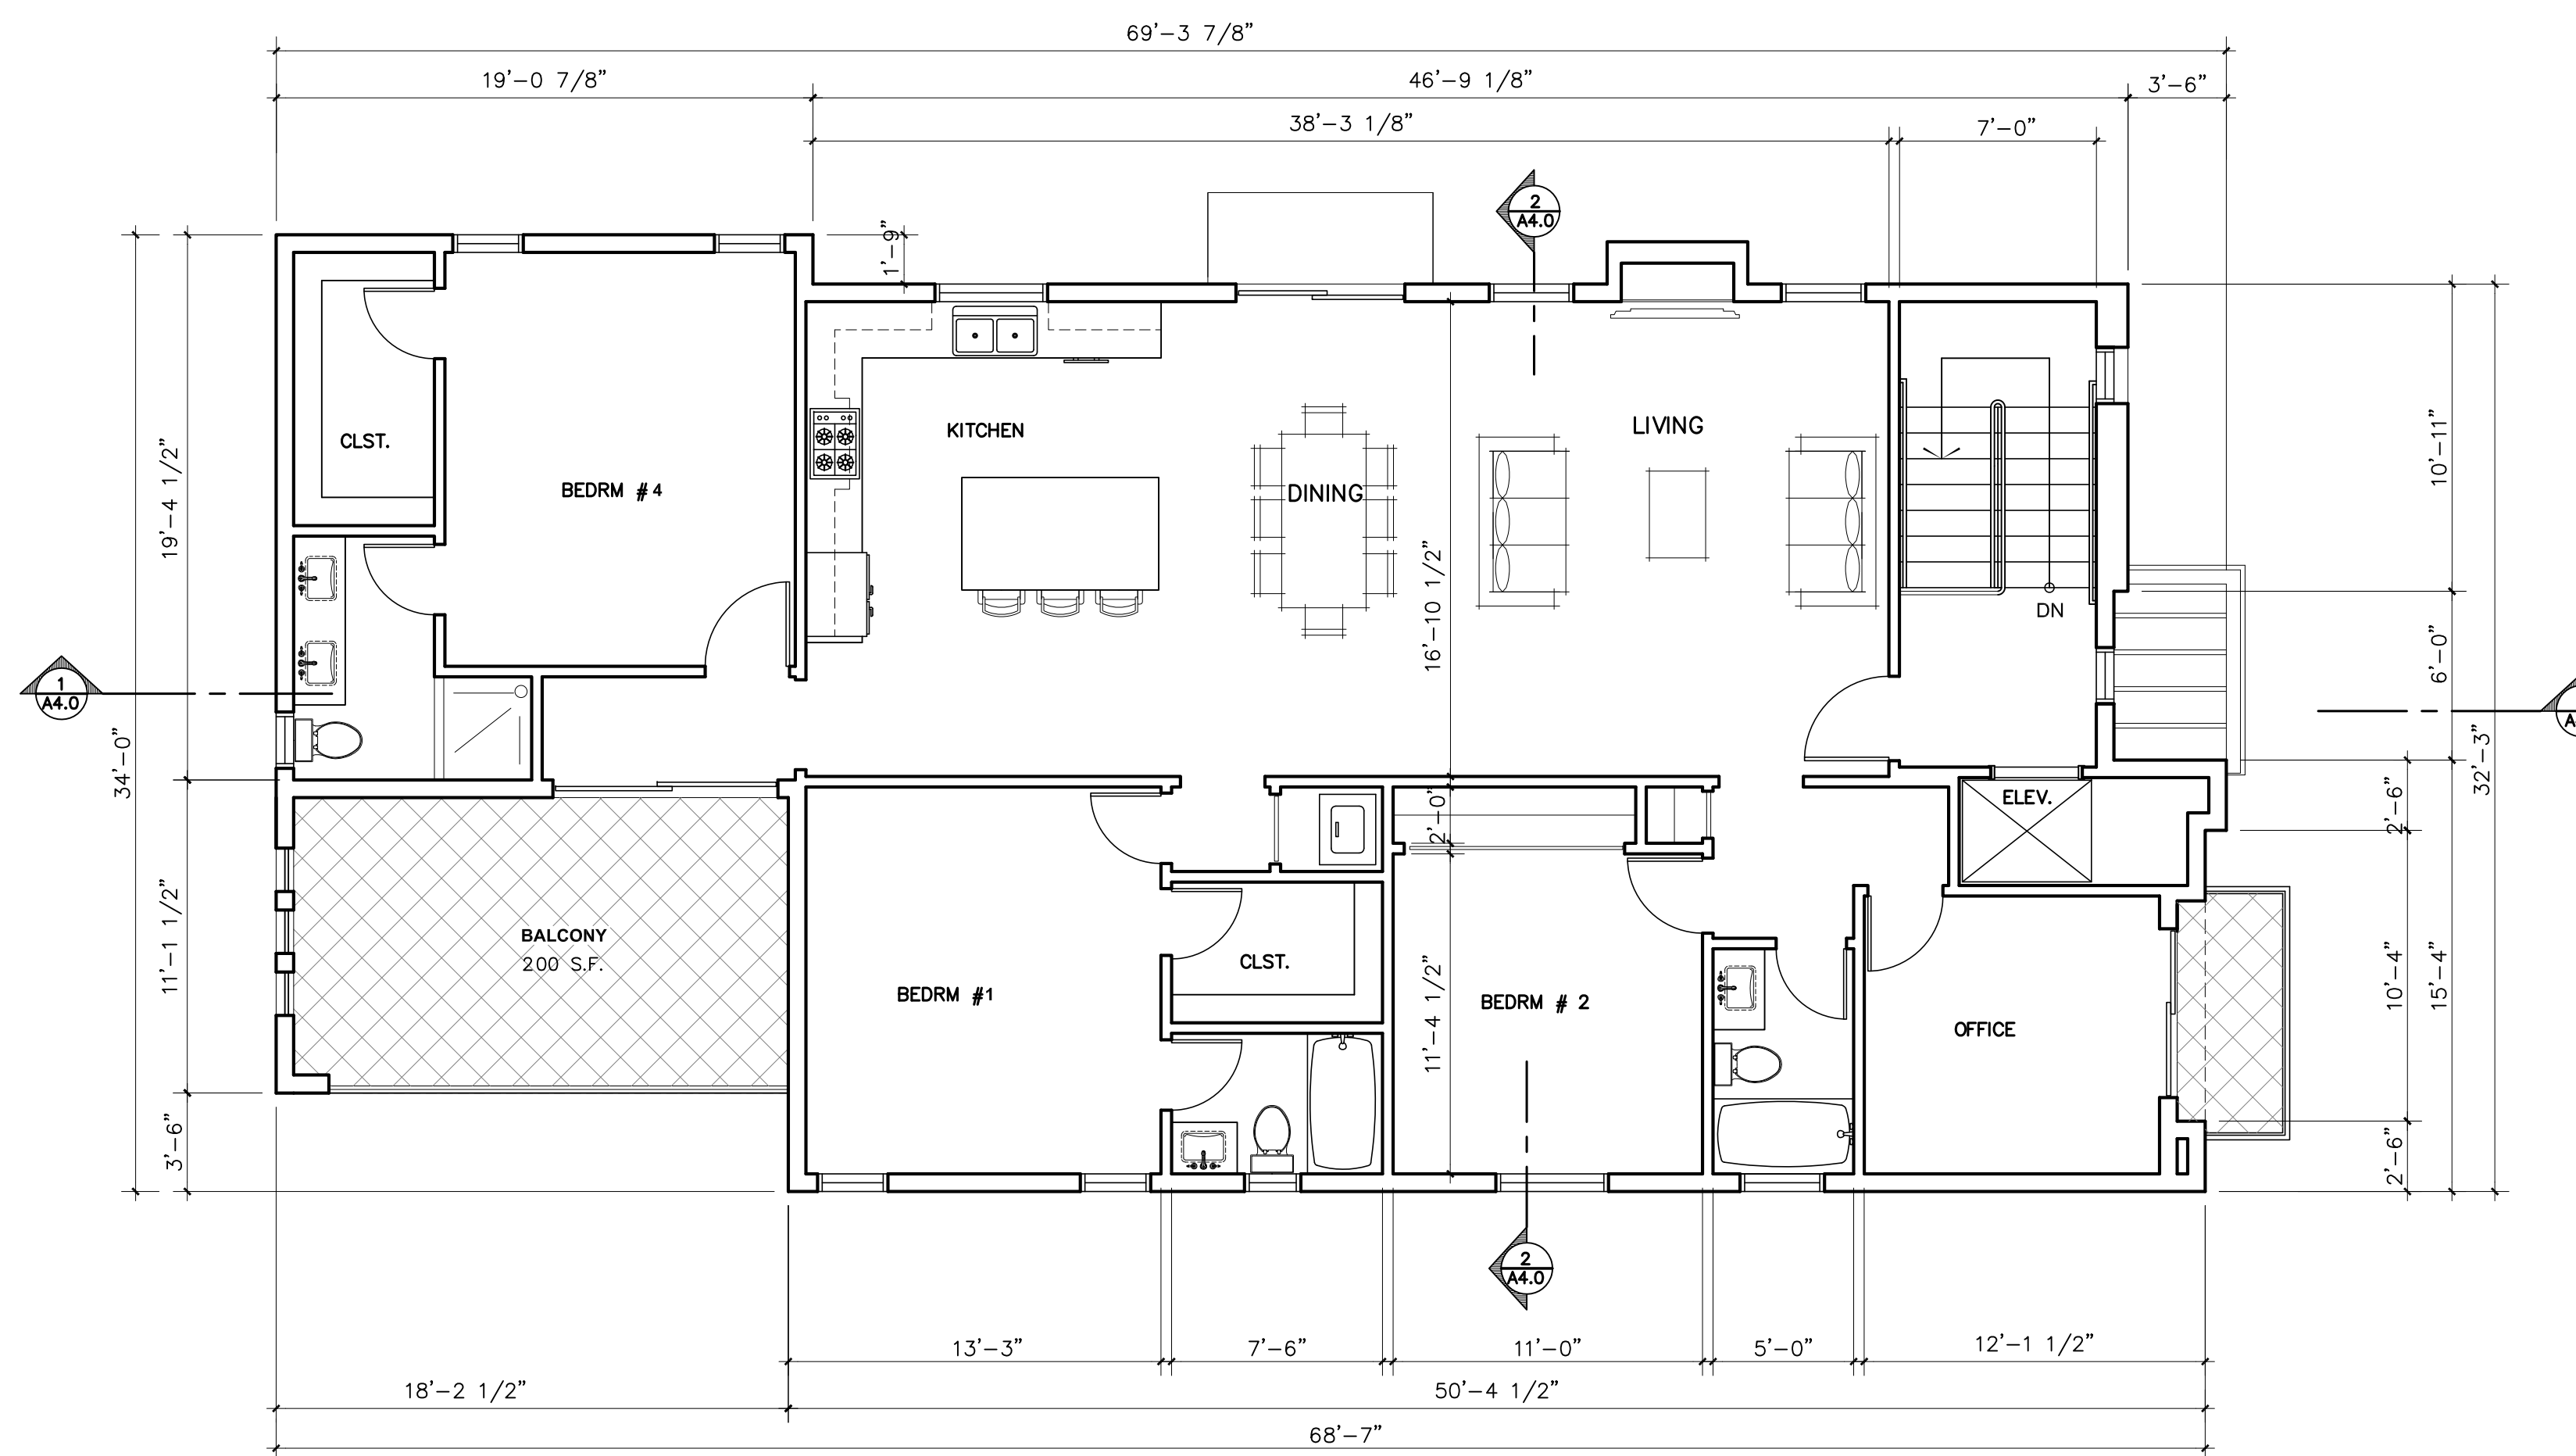 69'-3 7/8"
19'-0 7/8"
46'-9 1/8"
3'-6"
38'-3 1/8"
7'-0"
2
A4.0
1'-9"
CLST.
BEDRM # 4
KITCHEN
DINING
LIVING
19'-4 1/2"
16'-10 1/2"
10'-11"
DN
6'-0"
1
A4.0
A
34'-0"
32'-3"
ELEV.
2'-0"
2'-6"
11'-1 1/2"
BALCONY
200 S.F.
BEDRM #1
CLST.
11'-4 1/2"
BEDRM # 2
OFFICE
10'-4"
15'-4"
3'-6"
2'-6"
2
A4.0
13'-3"
7'-6"
11'-0"
5'-0"
12'-1 1/2"
18'-2 1/2"
50'-4 1/2"
68'-7"